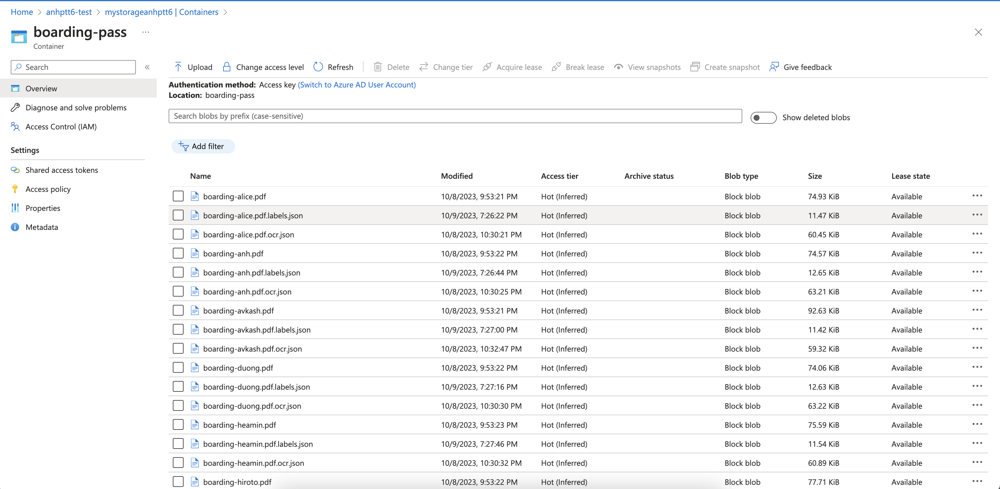 Home > anhptt6-test > mystorageanhptt6 | Containers >
boarding-pass ...
Container
Search «
Upload Change access level Refresh Delete Change tier Acquire lease Break lease View snapshots Create snapshot Give feedback
Overview
Diagnose and solve problems
Access Control (IAM)
Settings
Shared access tokens
Access policy
Properties
Metadata
Authentication method: Access key (Switch to Azure AD User Account)
Location: boarding-pass
Search blobs by prefix (case-sensitive) Show deleted blobs
Add filter
Name Modified Access tier Archive status Blob type Size Lease state
boarding-alice.pdf 10/8/2023, 9:53:21 PM Hot (Inferred) Block blob 74.93 KiB Available ...
boarding-alice.pdf.labels.json 10/9/2023, 7:26:22 PM Hot (Inferred) Block blob 11.47 KiB Available ...
boarding-alice.pdf.ocr.json 10/8/2023, 10:30:21 PM Hot (Inferred) Block blob 60.45 KiB Available ...
boarding-anh.pdf 10/8/2023, 9:53:22 PM Hot (Inferred) Block blob 74.57 KiB Available ...
boarding-anh.pdf.labels.json 10/9/2023, 7:26:44 PM Hot (Inferred) Block blob 12.65 KiB Available ...
boarding-anh.pdf.ocr.json 10/8/2023, 10:30:25 PM Hot (Inferred) Block blob 63.21 KiB Available ...
boarding-avkash.pdf 10/8/2023, 9:53:21 PM Hot (Inferred) Block blob 92.63 KiB Available ...
boarding-avkash.pdf.labels.json 10/9/2023, 7:27:00 PM Hot (Inferred) Block blob 11.42 KiB Available ...
boarding-avkash.pdf.ocr.json 10/8/2023, 10:32:47 PM Hot (Inferred) Block blob 59.32 KiB Available ...
boarding-duong.pdf 10/8/2023, 9:53:22 PM Hot (Inferred) Block blob 74.06 KiB Available ...
boarding-duong.pdf.labels.json 10/9/2023, 7:27:16 PM Hot (Inferred) Block blob 12.63 KiB Available ...
boarding-duong.pdf.ocr.json 10/8/2023, 10:30:30 PM Hot (Inferred) Block blob 63.22 KiB Available ...
boarding-heamin.pdf 10/8/2023, 9:53:23 PM Hot (Inferred) Block blob 75.59 KiB Available ...
boarding-heamin.pdf.labels.json 10/9/2023, 7:27:46 PM Hot (Inferred) Block blob 11.54 KiB Available ...
boarding-heamin.pdf.ocr.json 10/8/2023, 10:30:32 PM Hot (Inferred) Block blob 60.89 KiB Available ...
boarding-hiroto.pdf 10/8/2023, 9:53:22 PM Hot (Inferred) Block blob 77.71 KiB Available ...